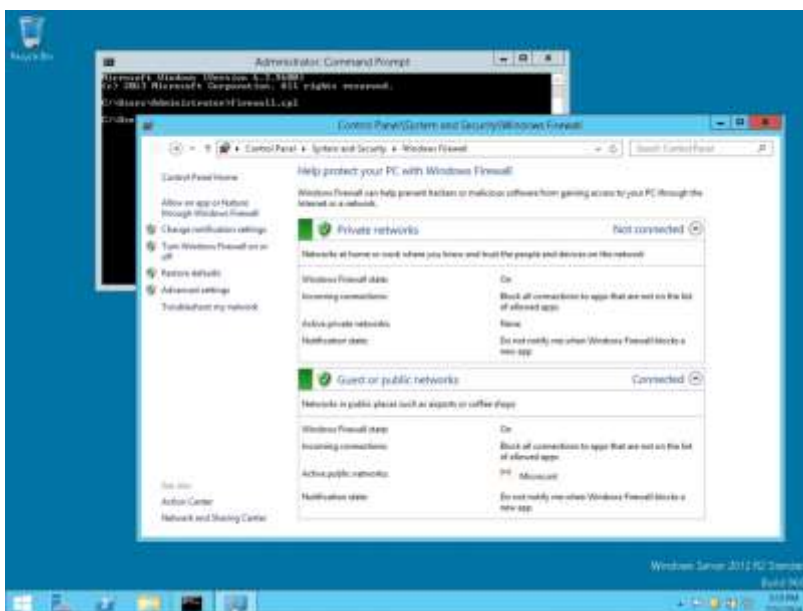 Recycle Bin
Administrator: Command Prompt
Microsoft Windows [Version 6.3.9600]
(c) 2013 Microsoft Corporation. All rights reserved.
C:\Users\Administrator>firewall.cpl
Control Panel\System and Security\Windows Firewall
Control Panel
System and Security
Windows Firewall
Search Control Panel
Control Panel Home
Allow an app or feature
through Windows Firewall
Change notification settings
Turn Windows Firewall on or
off
Restore defaults
Advanced settings
Troubleshoot my network
See also
Action Center
Network and Sharing Center
Help protect your PC with Windows Firewall
Windows Firewall can help prevent hackers or malicious software from gaining access to your PC through the
Internet or a network.
Private networks
Not connected
Networks at home or work where you know and trust the people and devices on the network
Windows Firewall state:
On
Incoming connections:
Block all connections to apps that are not on the list
of allowed apps
Active private networks:
None
Notification state:
Do not notify me when Windows Firewall blocks a
new app
Guest or public networks
Connected
Networks in public places such as airports or coffee shops
Windows Firewall state:
On
Incoming connections:
Block all connections to apps that are not on the list
of allowed apps
Active public networks:
Notification state:
Do not notify me when Windows Firewall blocks a
new app
Windows Server 2012 R2
Build